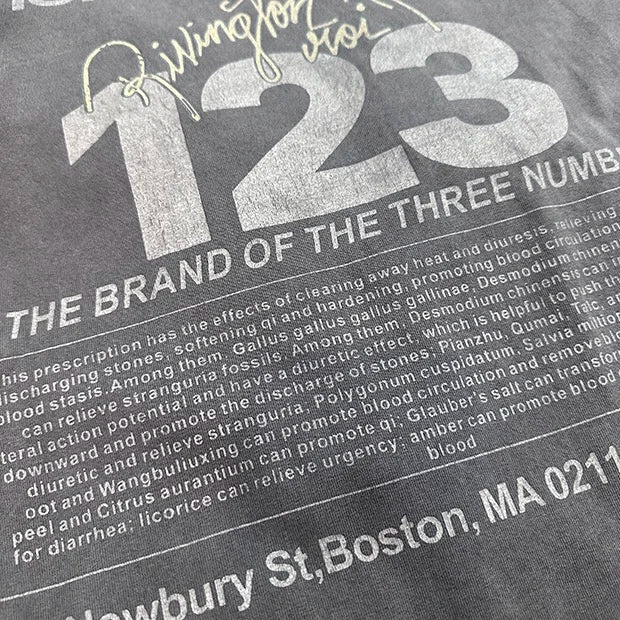 Rivington
roi
123
THE BRAND OF THE THREE NUMB
his prescription has the effects of clearing away heat and diuresis, relieving
discharging stones, softening qi and hardening, promoting blood circulation
blood stasis. Among them, Gallus gallus gallus gallinae, Desmodium chinen
can relieve stranguria fossils. Among them, Desmodium chinensis can in
teral action potential and have a diuretic effect, which is helpful to push the
downward and promote the discharge of stones; Pianzhu, Qumai, Talc, a
diuretic and relieve stranguria. Polygonum cuspidatum, Salvia miltior
oot and Wangbuliuxing can promote blood circulation and removebl
peel and Citrus aurantium can promote qi; Glauber's salt can transfor
for diarrhea; licorice can relieve urgency; amber can promote blood
blood
Newbury St,Boston, MA 0211